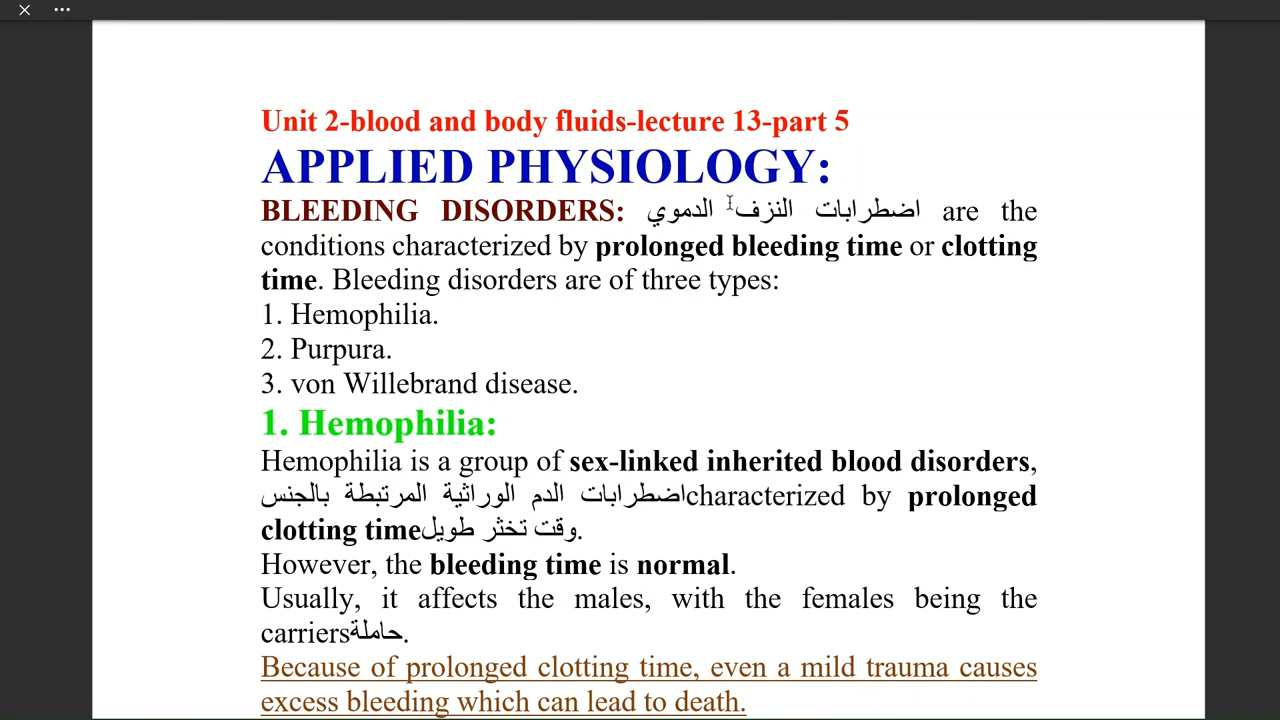 Unit 2-blood and body fluids-lecture 13-part 5
APPLIED PHYSIOLOGY:
BLEEDING DISORDERS: اضطرابات النزف الدموي are the
conditions characterized by prolonged bleeding time or clotting
time. Bleeding disorders are of three types:
1. Hemophilia.
2. Purpura.
3. von Willebrand disease.
1. Hemophilia:
Hemophilia is a group of sex-linked inherited blood disorders,
اضطرابات الدم الوراثية المرتبطة بالجنسcharacterized by prolonged
clotting timeوقت تخثر طويل.
However, the bleeding time is normal.
Usually, it affects the males, with the females being the
carriersحاملة.
Because of prolonged clotting time, even a mild trauma causes
excess bleeding which can lead to death.